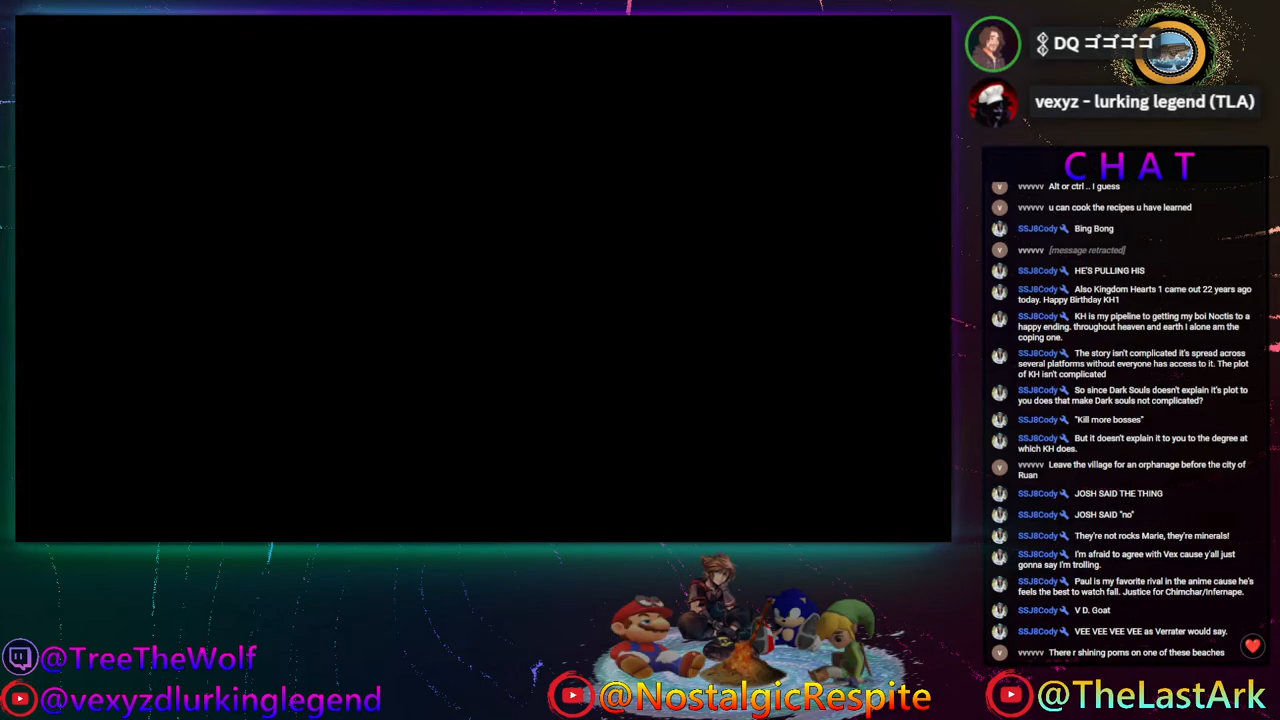 DQ ゴゴゴゴ
vexyz - lurking legend (TLA)
CHAT
vvvvvv Alt or ctrl .. I guess
vvvvvv u can cook the recipes u have learned
SSJ8Cody Bing Bong
vvvvvv [message retracted]
SSJ8Cody HE'S PULLING HIS
SSJ8Cody Also Kingdom Hearts 1 came out 22 years ago
today. Happy Birthday KH1
SSJ8Cody KH is my pipeline to getting my boi Noctis to a
happy ending. throughout heaven and earth I alone am the
coping one.
SSJ8Cody The story isn't complicated it's spread across
several platforms without everyone has access to it. The plot
of KH isn't complicated
SSJ8Cody So since Dark Souls doesn't explain it's plot to
you does that make Dark souls not complicated?
SSJ8Cody "Kill more bosses"
SSJ8Cody But it doesn't explain it to you to the degree at
which KH does.
vvvvvv Leave the village for an orphanage before the city of
Ruan
SSJ8Cody JOSH SAID THE THING
SSJ8Cody JOSH SAID "no"
SSJ8Cody They're not rocks Marie, they're minerals!
SSJ8Cody I'm afraid to agree with Vex cause y'all just
gonna say I'm trolling.
SSJ8Cody Paul is my favorite rival in the anime cause he's
feels the best to watch fall. Justice for Chimchar/Infernape.
SSJ8Cody V D. Goat
SSJ8Cody VEE VEE VEE VEE as Verrater would say.
vvvvvv There r shining poms on one of these beaches
@TreeTheWolf
@vexyzdlurkinglegend
@NostalgicRespite
@TheLastArk